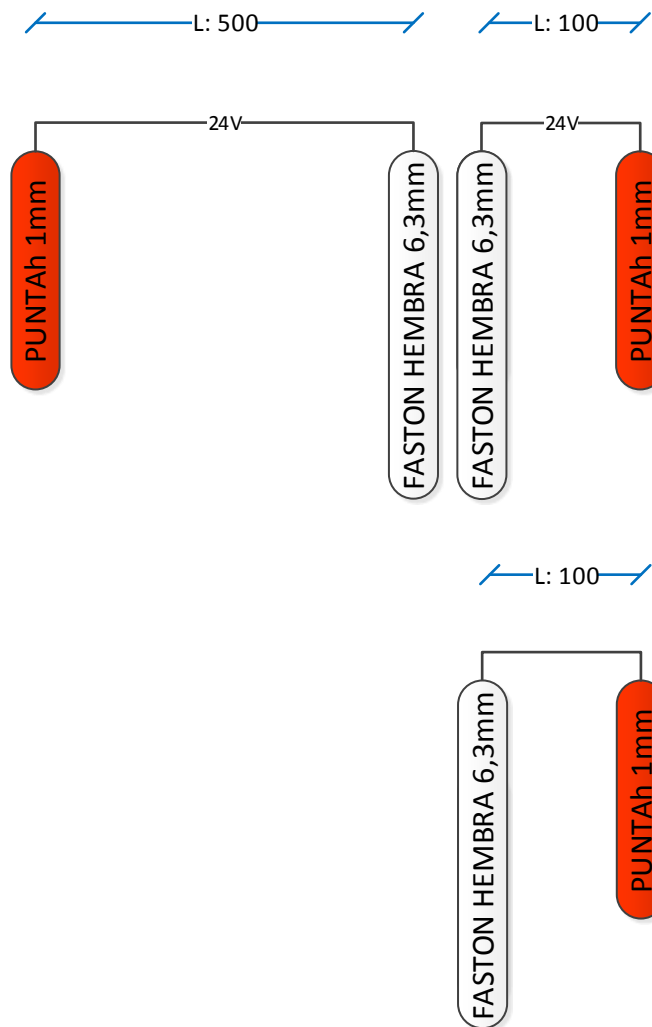 L: 500
L: 100
24V
24V
PUNTAh 1mm
FASTON HEMBRA 6,3mm
FASTON HEMBRA 6,3mm
PUNTAh 1mm
L: 100
FASTON HEMBRA 6,3mm
PUNTAh 1mm